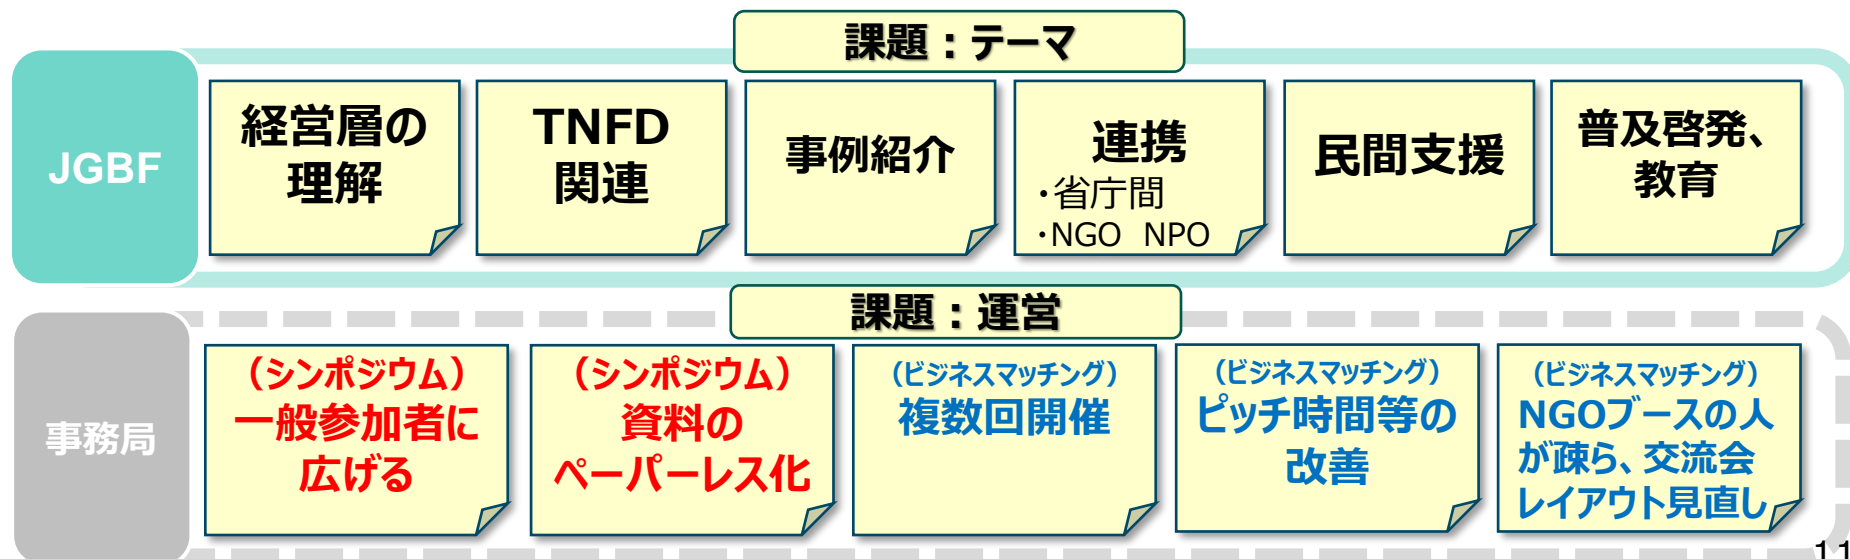 課題：テーマ
JGBF
経営層の
理解
TNFD
関連
事例紹介
連携
・省庁間
・NGO　NPO
民間支援
普及啓発、
教育
課題：運営
事務局
（シンポジウム）
一般参加者に
広げる
（シンポジウム）
資料の
ペーパーレス化
（ビジネスマッチング）
複数回開催
（ビジネスマッチング）
ピッチ時間等の
改善
（ビジネスマッチング）
NGOブースの人
が疎ら、交流会
レイアウト見直し
11